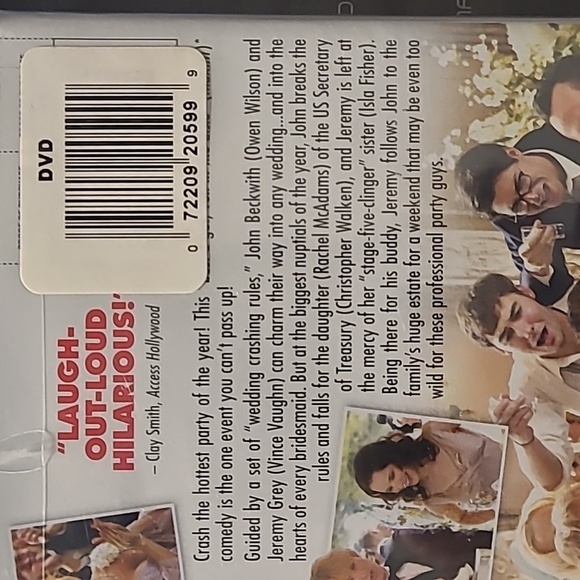 "LAUGH-
OUT-LOUD
HILARIOUS!"
– Clay Smith, Access Hollywood
DVD
0 72209 20599 9
Crash the hottest party of the year! This
comedy is the one event you can't pass up!
Guided by a set of "wedding crashing rules," John Beckwith (Owen Wilson) and
Jeremy Grey (Vince Vaughn) can charm their way into any wedding...and into the
hearts of every bridesmaid. But at the biggest nuptials of the year, John breaks the
rules and falls for the daughter (Rachel McAdams) of the US Secretary
of Treasury (Christopher Walken), and Jeremy is left at
the mercy of her "stage-five-clinger" sister (Isla Fisher).
Being there for his buddy, Jeremy follows John to the
family's huge estate for a weekend that may be even too
wild for these professional party guys.